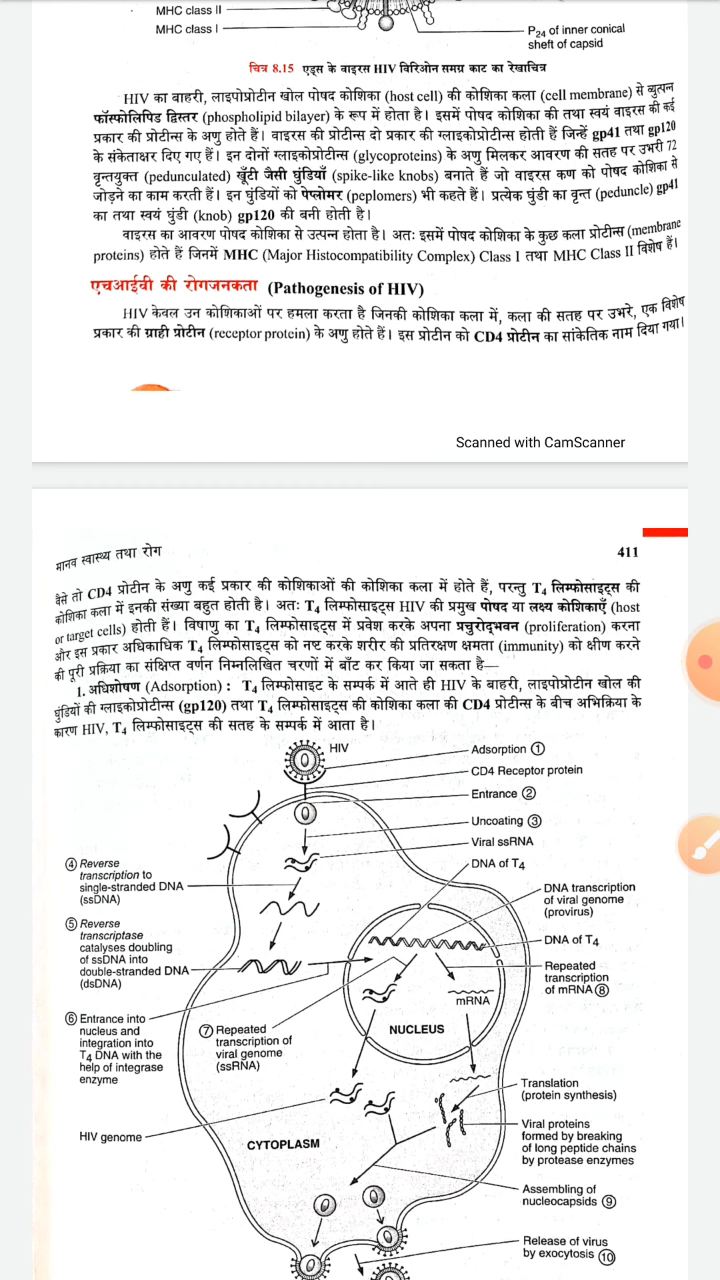 MHC class II
MHC class I
P24 of inner conical
sheft of capsid
चित्र 8.15 एड्स के वाइरस HIV विरिओन समग्र काट का रेखाचित्र
HIV का बाहरी, लाइपोप्रोटीन खोल पोषद कोशिका (host cell) की कोशिका कला (cell membrane) से व्युत्पन्न
फॉस्फोलिपिड द्विस्तर (phospholipid bilayer) के रूप में होता है। इसमें पोषद कोशिका की तथा स्वयं वाइरस की कई
प्रकार की प्रोटीन्स के अणु होते हैं। वाइरस की प्रोटीन्स दो प्रकार की ग्लाइकोप्रोटीन्स होती हैं जिन्हें gp41 तथा gp120
के संकेताक्षर दिए गए हैं। इन दोनों ग्लाइकोप्रोटीन्स (glycoproteins) के अणु मिलकर आवरण की सतह पर उभरी 72
वृन्तयुक्त (pedunculated) खूँटी जैसी घुंडियाँ (spike-like knobs) बनाते हैं जो वाइरस कण को पोषद कोशिका से
जोड़ने का काम करती हैं। इन घुंडियों को पेप्लोमर (peplomers) भी कहते हैं। प्रत्येक घुंडी का वृन्त (peduncle) gp41
का तथा स्वयं घुंडी (knob) gp120 की बनी होती है।
वाइरस का आवरण पोषद कोशिका से उत्पन्न होता है। अतः इसमें पोषद कोशिका के कुछ कला प्रोटीन्स (membrane
proteins) होते हैं जिनमें MHC (Major Histocompatibility Complex) Class I तथा MHC Class II विशेष हैं।
एचआईवी की रोगजनकता (Pathogenesis of HIV)
HIV केवल उन कोशिकाओं पर हमला करता है जिनकी कोशिका कला में, कला की सतह पर उभरे, एक विशेष
प्रकार की ग्राही प्रोटीन (receptor protein) के अणु होते हैं। इस प्रोटीन को CD4 प्रोटीन का सांकेतिक नाम दिया गया।
Scanned with CamScanner
मानव स्वास्थ्य तथा रोग
411
वैसे तो CD4 प्रोटीन के अणु कई प्रकार की कोशिकाओं की कोशिका कला में होते हैं, परन्तु T4 लिम्फोसाइट्स की
कोशिका कला में इनकी संख्या बहुत होती है। अतः T4 लिम्फोसाइट्स HIV की प्रमुख पोषद या लक्ष्य कोशिकाएँ (host
or target cells) होती हैं। विषाणु का T4 लिम्फोसाइट्स में प्रवेश करके अपना प्रचुरोद्भवन (proliferation) करना
और इस प्रकार अधिकाधिक T4 लिम्फोसाइट्स को नष्ट करके शरीर की प्रतिरक्षण क्षमता (immunity) को क्षीण करने
की पूरी प्रक्रिया का संक्षिप्त वर्णन निम्नलिखित चरणों में बाँट कर किया जा सकता है—
1. अधिशोषण (Adsorption) : T4 लिम्फोसाइट के सम्पर्क में आते ही HIV के बाहरी, लाइपोप्रोटीन खोल की
घुंडियों की ग्लाइकोप्रोटीन्स (gp120) तथा T4 लिम्फोसाइट्स की कोशिका कला की CD4 प्रोटीन्स के बीच अभिक्रिया के
कारण HIV, T4 लिम्फोसाइट्स की सतह के सम्पर्क में आता है।
HIV
Adsorption ①
CD4 Receptor protein
Entrance ②
Uncoating ③
Viral ssRNA
DNA of T4
④ Reverse
transcription to
single-stranded DNA
(ssDNA)
DNA transcription
of viral genome
(provirus)
⑤ Reverse
transcriptase
catalyses doubling
of ssDNA into
double-stranded DNA
(dsDNA)
DNA of T4
Repeated
transcription
of mRNA ⑧
mRNA
NUCLEUS
⑥ Entrance into
nucleus and
integration into
T4 DNA with the
help of integrase
enzyme
⑦ Repeated
transcription of
viral genome
(ssRNA)
Translation
(protein synthesis)
HIV genome
CYTOPLASM
Viral proteins
formed by breaking
of long peptide chains
by protease enzymes
Assembling of
nucleocapsids ⑨
Release of virus
by exocytosis ⑩